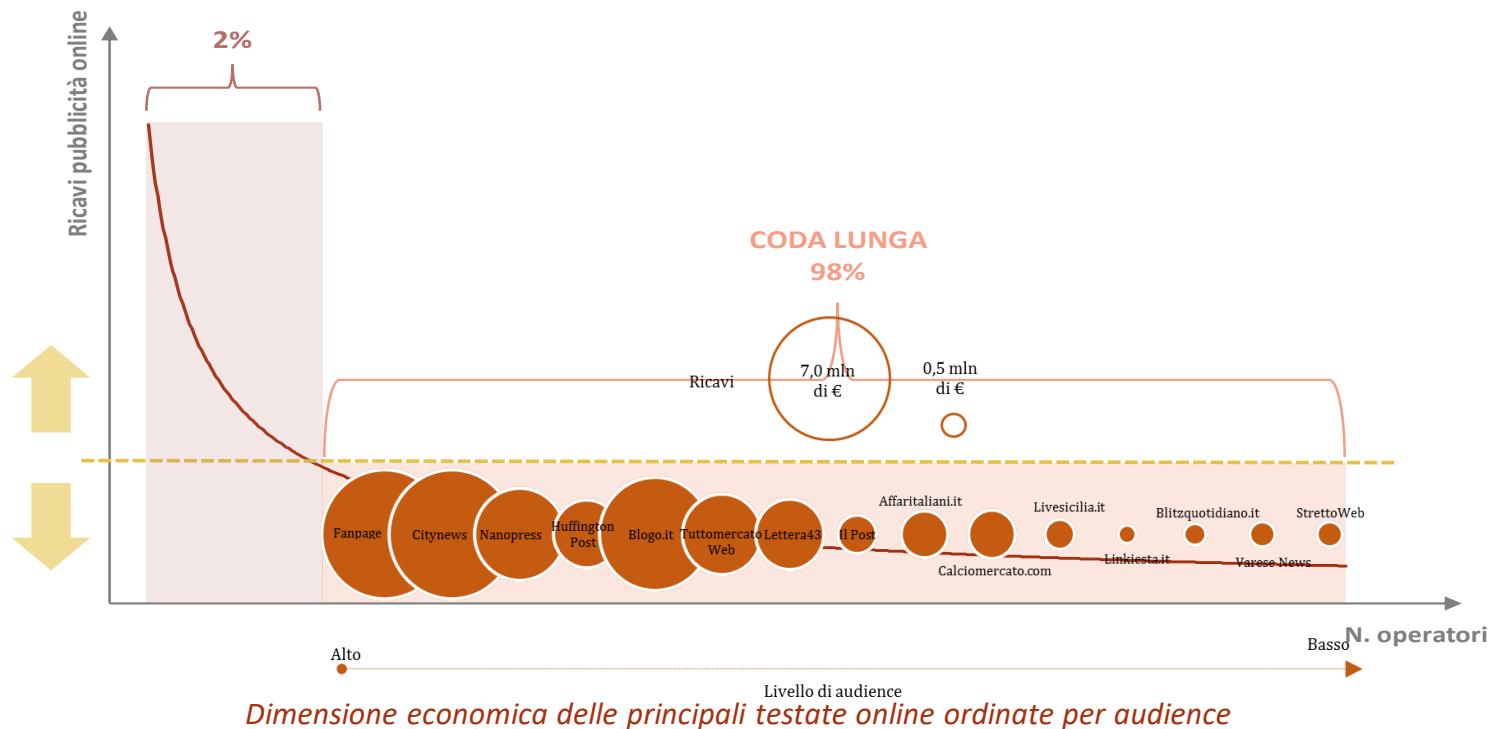 Ricavi pubblicità online
2%
CODA LUNGA
98%
Ricavi
7,0 mln
di €
0,5 mln
di €
Fanpage
Citynews
Nanopress
Huffington
Post
Blogo.it
Tuttomercato
Web
Lettera43
Il Post
Affaritaliani.it
Calciomercato.com
Livesicilia.it
Linkiesta.it
Blitzquotidiano.it
Varese News
StrettoWeb
N. operatori
Alto
Basso
Livello di audience
Dimensione economica delle principali testate online ordinate per audience